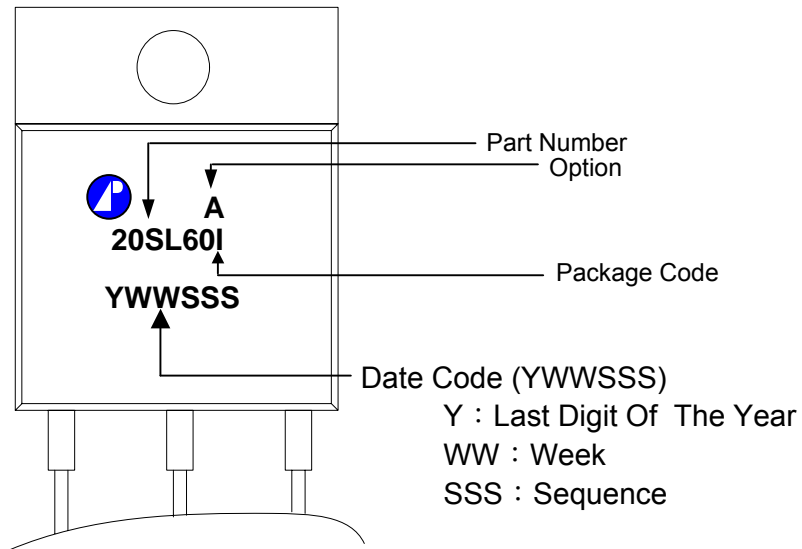 Part Number
Option
A
20SL60I
Package Code
YWWSSS
Date Code (YWWSSS)
Y：Last Digit Of The Year
WW：Week
SSS：Sequence